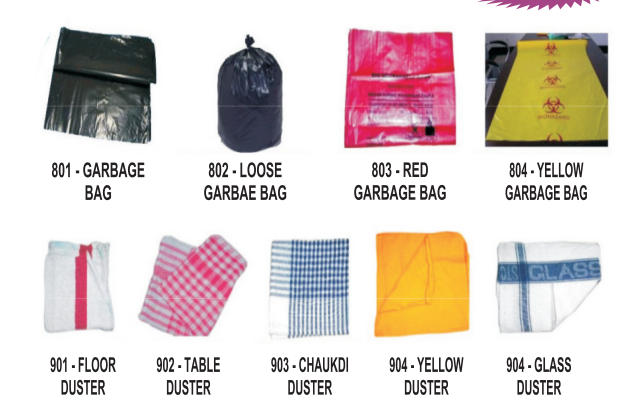 BIOHAZARD
801 - GARBAGE
BAG
802 - LOOSE
GARBAE BAG
803 - RED
GARBAGE BAG
804 - YELLOW
GARBAGE BAG
GLASS
901 - FLOOR
DUSTER
902 - TABLE
DUSTER
903 - CHAUKDI
DUSTER
904 - YELLOW
DUSTER
904 - GLASS
DUSTER